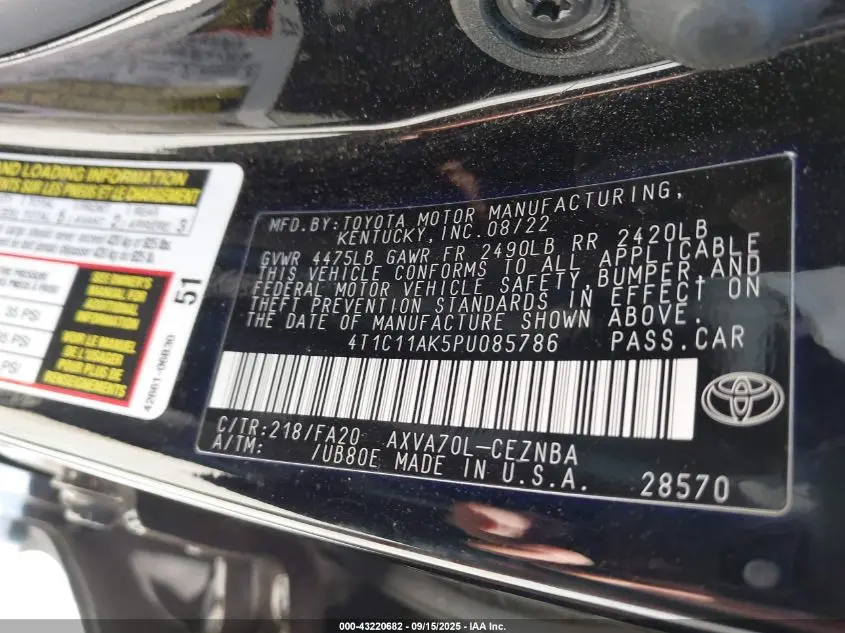 AND LOADING INFORMATION
MFD.BY:TOYOTA MOTOR MANUFACTURING,
KENTUCKY, INC. 08/22
GVWR 4475LB GAWR FR 2490LB RR 2420LB
THIS VEHICLE CONFORMS TO ALL APPLICABLE
FEDERAL MOTOR VEHICLE SAFETY, BUMPER, AND
THEFT PREVENTION STANDARDS IN EFFECT ON
THE DATE OF MANUFACTURE SHOWN ABOVE.
4T1C11AK5PU085786 PASS.CAR
C/TR:218/FA20 AXVA70L-CEZNBA
A/TM: /UB80E MADE IN U.S.A.
28570
35 PSI
35 PSI
SEE OWNER'S
MANUAL FOR
ADDITIONAL
INFORMATION
VOIR LE MANUEL
DE L'USAGER
POUR PLUS DE
RENSEIGNEMENTS
51
42661-06B30
000-43220682 - 09/15/2025 - IAA Inc.